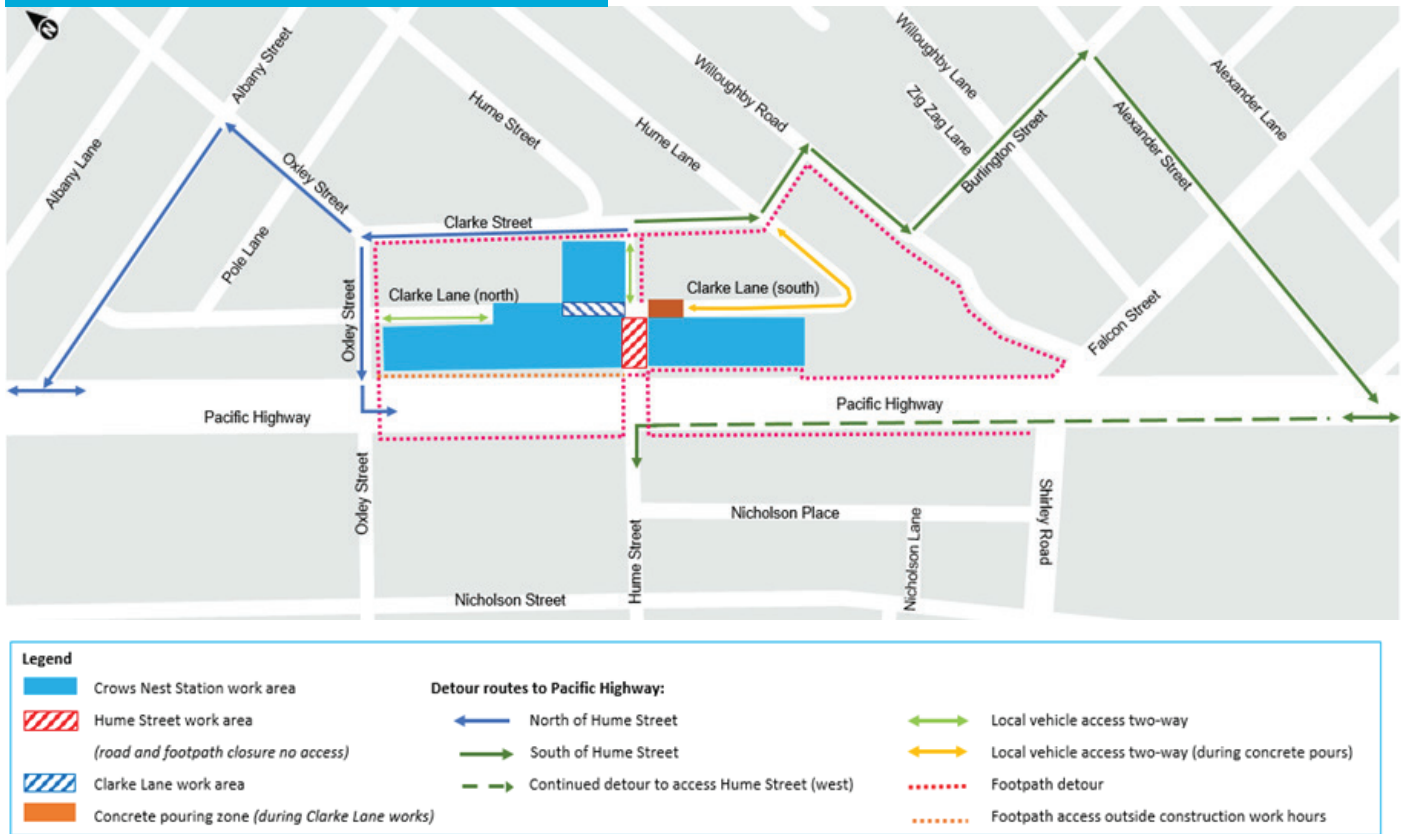 N
Albany Street
Willoughby Lane
Willoughby Road
Alexander Lane
Zig Zag Lane
Hume Street
Hume Lane
Alexander Street
Burlington Street
Albany Lane
Oxley Street
Clarke Street
Pole Lane
Clarke Lane (north)
Clarke Lane (south)
Oxley Street
Falcon Street
Pacific Highway
Pacific Highway
Oxley Street
Hume Street
Nicholson Place
Nicholson Lane
Shirley Road
Nicholson Street
Legend
Crows Nest Station work area
Hume Street work area
(road and footpath closure no access)
Clarke Lane work area
Concrete pouring zone (during Clarke Lane works)
Detour routes to Pacific Highway:
North of Hume Street
South of Hume Street
Continued detour to access Hume Street (west)
Local vehicle access two-way
Local vehicle access two-way (during concrete pours)
Footpath detour
Footpath access outside construction work hours